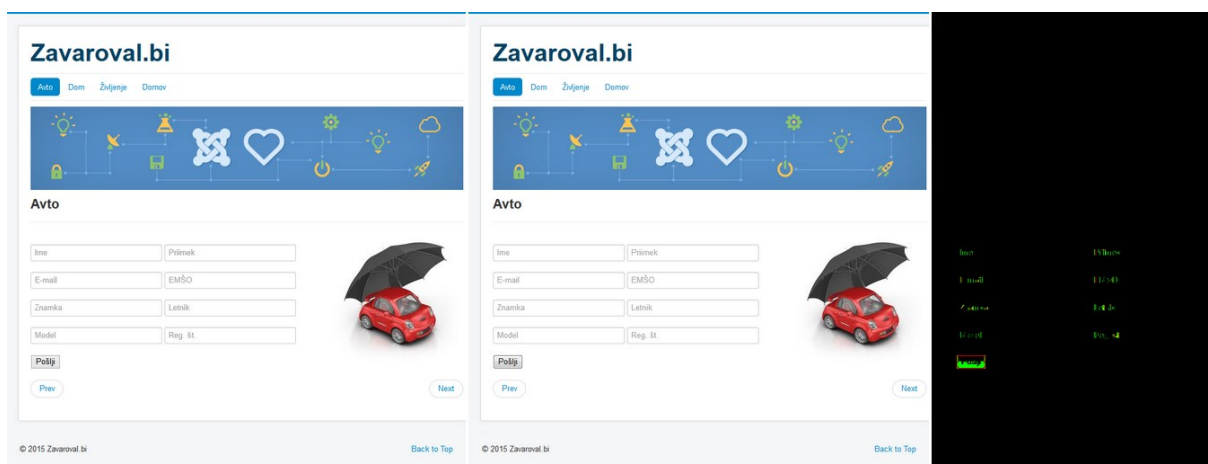 Zavaroval.bi
Avto Dom Življenje Domov
Avto
Ime Priimek
E-mail EMŠO
Znamka Letnik
Model Reg. št.
Pošlji
Prev Next
© 2015 Zavaroval.bi Back to Top
Zavaroval.bi
Avto Dom Življenje Domov
Avto
Ime Priimek
E-mail EMŠO
Znamka Letnik
Model Reg. št.
Pošlji
Prev Next
© 2015 Zavaroval.bi Back to Top